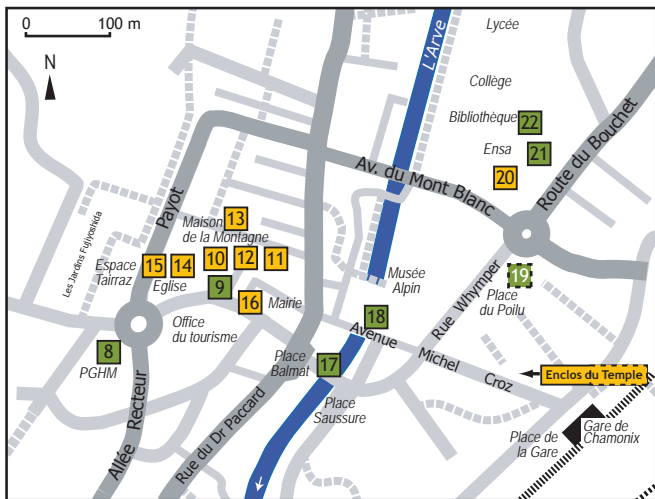 0 100 m
N
L'Arve
Lycée
Collège
Bibliothèque
22
Ensa
21
20
Route du Bouchet
Av. du Mont Blanc
Payot
Les Jardins Fujiyoshida
13
Maison
de la Montagne
Espace
Tairraz
15
14
10
12
11
Eglise
9
16
Mairie
Musée
Alpin
19
Place
du Poilu
Rue Whymper
Office
du tourisme
8
PGHM
18
Avenue
Michel
Croz
Place
Balmat
17
Place
Saussure
Enclos du Temple
Allée Recteur
Rue du Dr Paccard
Place de
la Gare
Gare de
Chamonix